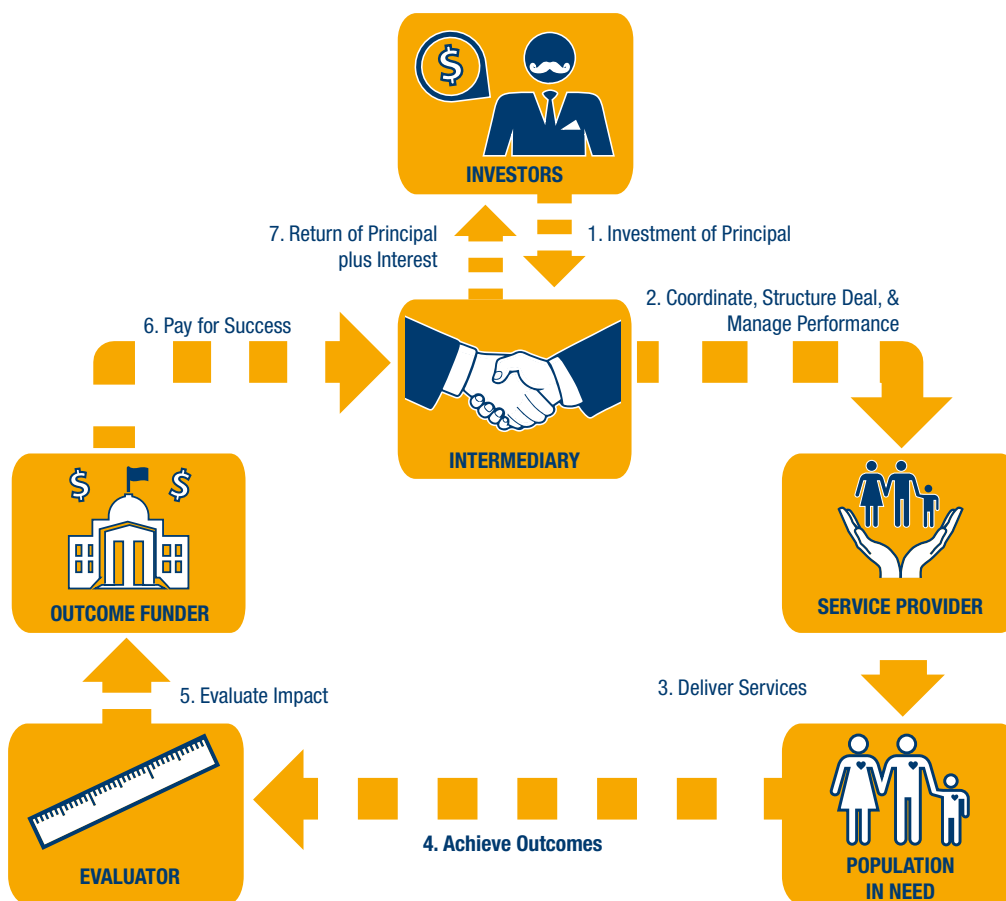 $
INVESTORS
7. Return of Principal
plus Interest
1. Investment of Principal
2. Coordinate, Structure Deal, &
Manage Performance
6. Pay for Success
INTERMEDIARY
$ $
OUTCOME FUNDER
SERVICE PROVIDER
5. Evaluate Impact
3. Deliver Services
4. Achieve Outcomes
EVALUATOR
POPULATION
IN NEED